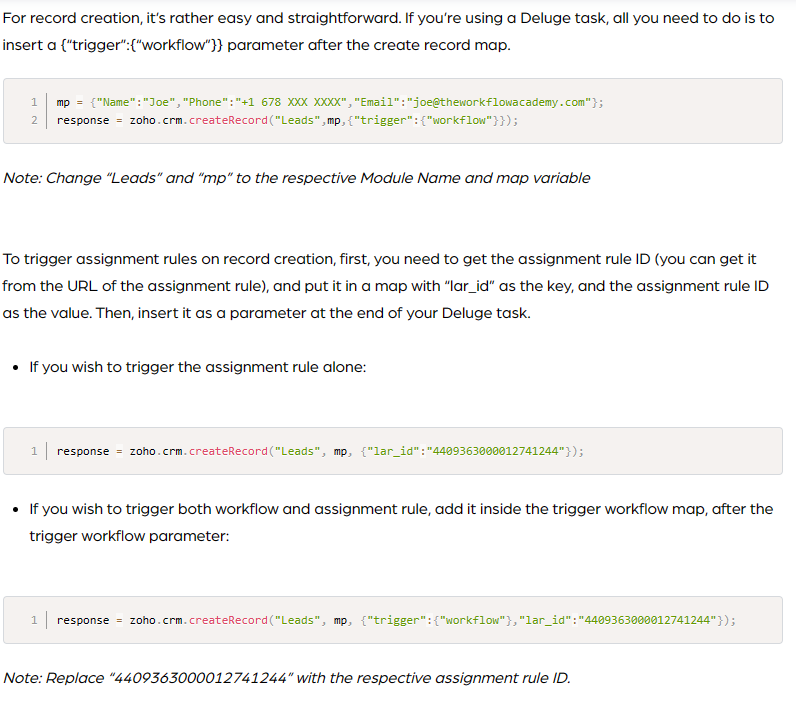 For record creation, it's rather easy and straightforward. If you're using a Deluge task, all you need to do is to
insert a {"trigger":{"workflow"}} parameter after the create record map.
1 mp = {"Name":"Joe","Phone":"+1 678 XXX XXXX","Email":"joe@theworkflowacademy.com"};
2 response = zoho.crm.createRecord("Leads",mp,{"trigger":{"workflow"}});
Note: Change "Leads" and "mp" to the respective Module Name and map variable
To trigger assignment rules on record creation, first, you need to get the assignment rule ID (you can get it
from the URL of the assignment rule), and put it in a map with "lar_id" as the key, and the assignment rule ID
as the value. Then, insert it as a parameter at the end of your Deluge task.
• If you wish to trigger the assignment rule alone:
1 response = zoho.crm.createRecord("Leads", mp, {"lar_id":"4409363000012741244"});
• If you wish to trigger both workflow and assignment rule, add it inside the trigger workflow map, after the
trigger workflow parameter:
1 response = zoho.crm.createRecord("Leads", mp, {"trigger":{"workflow"},"lar_id":"4409363000012741244"});
Note: Replace "4409363000012741244" with the respective assignment rule ID.